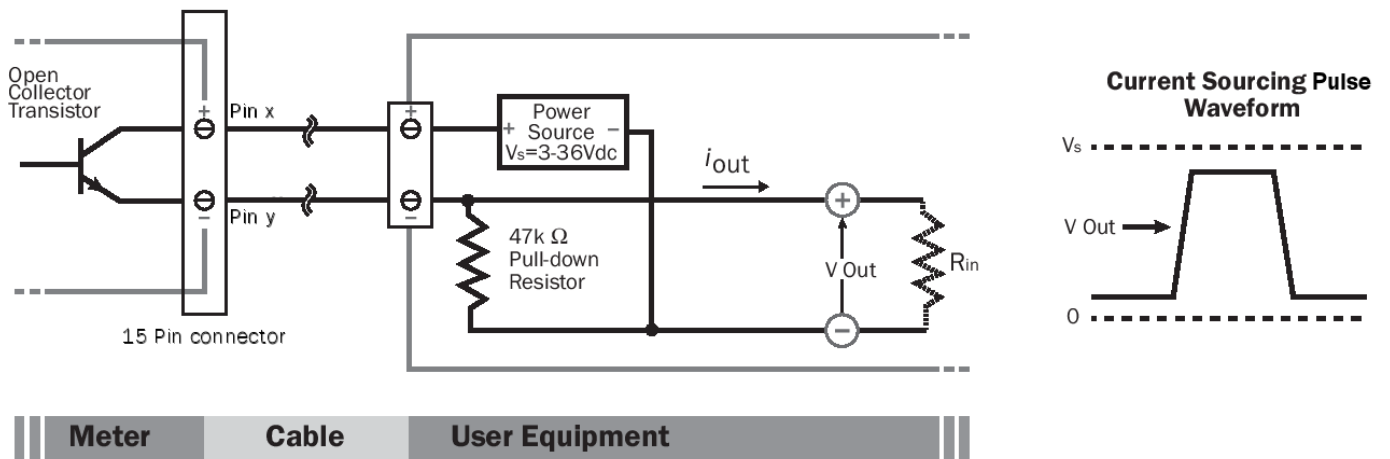 Open
Collector
Transistor
+
Pin x
−
Pin y
15 Pin connector
+
−
Power
+ Source −
Vs=3-36Vdc
47k Ω
Pull-down
Resistor
iout
+
V Out
−
Rin
Current Sourcing Pulse
Waveform
Vs
V Out
0
Meter
Cable
User Equipment